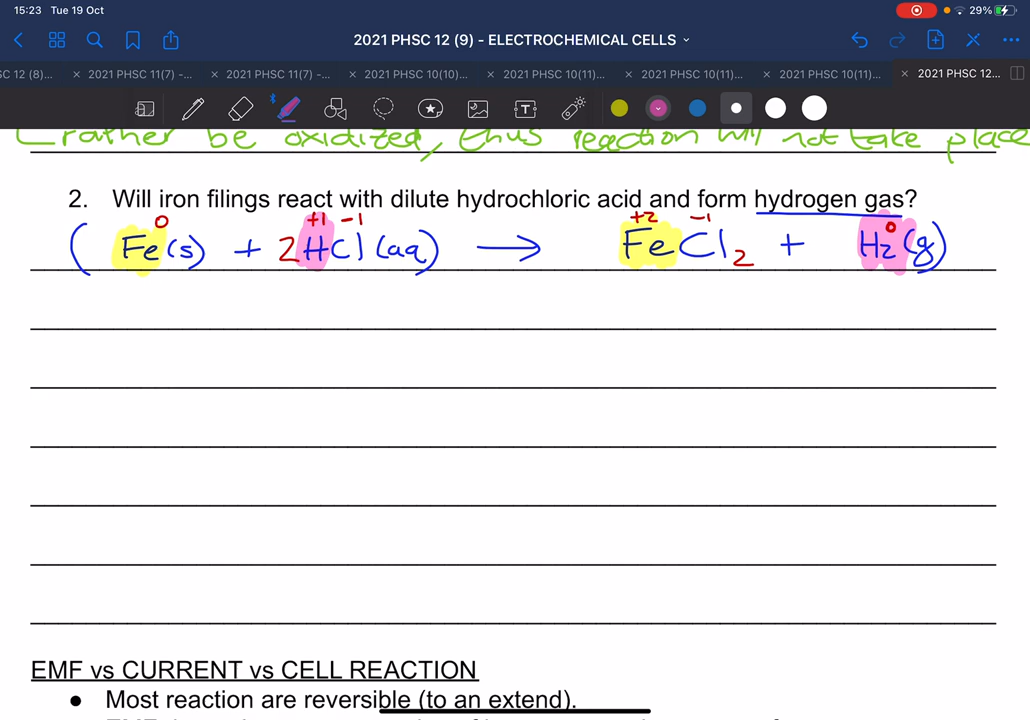 15:23 Tue 19 Oct
29%
2021 PHSC 12 (9) - ELECTROCHEMICAL CELLS
SC 12 (8)... × 2021 PHSC 11(7) -... × 2021 PHSC 11(7) -... × 2021 PHSC 10(10)... × 2021 PHSC 10(11)... × 2021 PHSC 10(11)... × 2021 PHSC 10(11)... × 2021 PHSC 12...
rather be oxidized, thus reaction will not take place
2. Will iron filings react with dilute hydrochloric acid and form hydrogen gas?
0 +1 -1 +2 -1 0
( Fe(s) + 2HCl(aq) → FeCl2 + H2(g)
EMF vs CURRENT vs CELL REACTION
● Most reaction are reversible (to an extend).